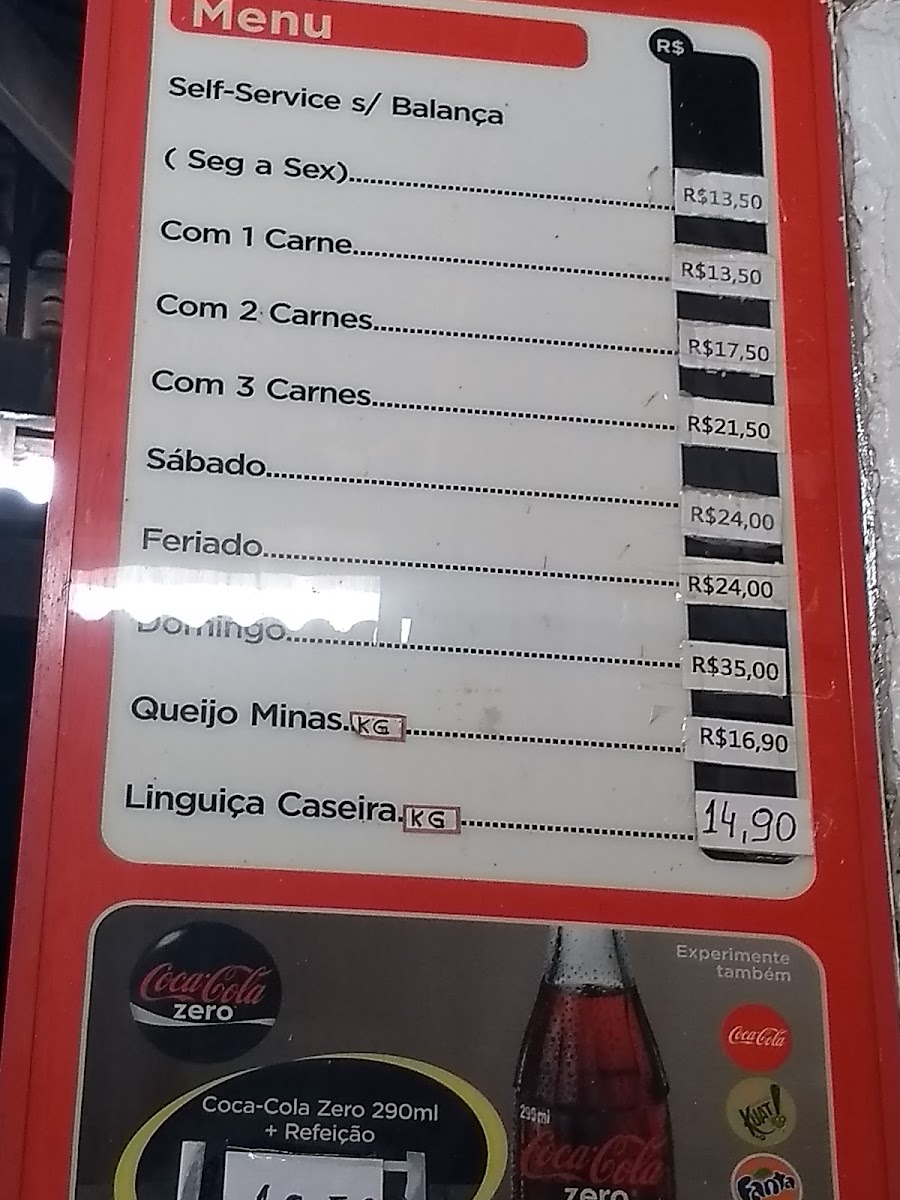 Menu
R$
Self-Service s/ Balança
( Seg a Sex)........ R$13,50
Com 1 Carne........ R$13,50
Com 2 Carnes........ R$17,50
Com 3 Carnes........ R$21,50
Sábado........ R$24,00
Feriado........ R$24,00
Domingo........ R$35,00
Queijo Minas. KG ........ R$16,90
Linguiça Caseira. KG ........ 14,90
Experimente
também
Coca-Cola
zero
Coca-Cola
Coca-Cola Zero 290ml
+ Refeição
290ml
Coca-Cola
zero
KUAT!
Fanta